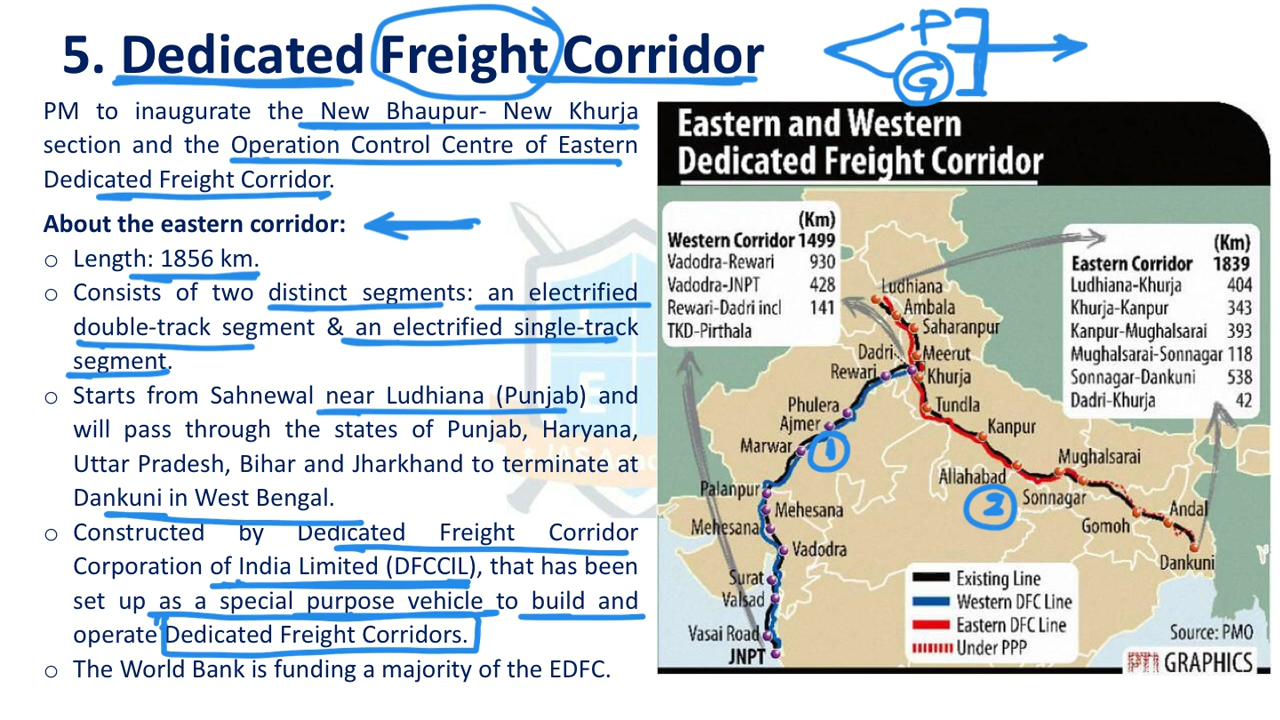 5. Dedicated Freight Corridor
P
G
PM to inaugurate the New Bhaupur- New Khurja
section and the Operation Control Centre of Eastern
Dedicated Freight Corridor.
About the eastern corridor:
o Length: 1856 km.
o Consists of two distinct segments: an electrified
double-track segment & an electrified single-track
segment.
o Starts from Sahnewal near Ludhiana (Punjab) and
will pass through the states of Punjab, Haryana,
Uttar Pradesh, Bihar and Jharkhand to terminate at
Dankuni in West Bengal.
o Constructed by Dedicated Freight Corridor
Corporation of India Limited (DFCCIL), that has been
set up as a special purpose vehicle to build and
operate Dedicated Freight Corridors.
o The World Bank is funding a majority of the EDFC.
Eastern and Western
Dedicated Freight Corridor
(Km)
Western Corridor 1499
Vadodra-Rewari 930
Vadodra-JNPT 428
Rewari-Dadri incl 141
TKD-Pirthala
(Km)
Eastern Corridor 1839
Ludhiana-Khurja 404
Khurja-Kanpur 343
Kanpur-Mughalsarai 393
Mughalsarai-Sonnagar 118
Sonnagar-Dankuni 538
Dadri-Khurja 42
Ludhiana
Ambala
Saharanpur
Dadri
Meerut
Rewari
Khurja
Phulera
Tundla
Ajmer
Kanpur
Marwar
1
Mughalsarai
Allahabad
Palanpur
Sonnagar
2
Mehesana
Andal
Mehesana
Gomoh
Vadodra
Dankuni
Surat
Valsad
Vasai Road
JNPT
Existing Line
Western DFC Line
Eastern DFC Line
Under PPP
Source: PMO
PTI GRAPHICS